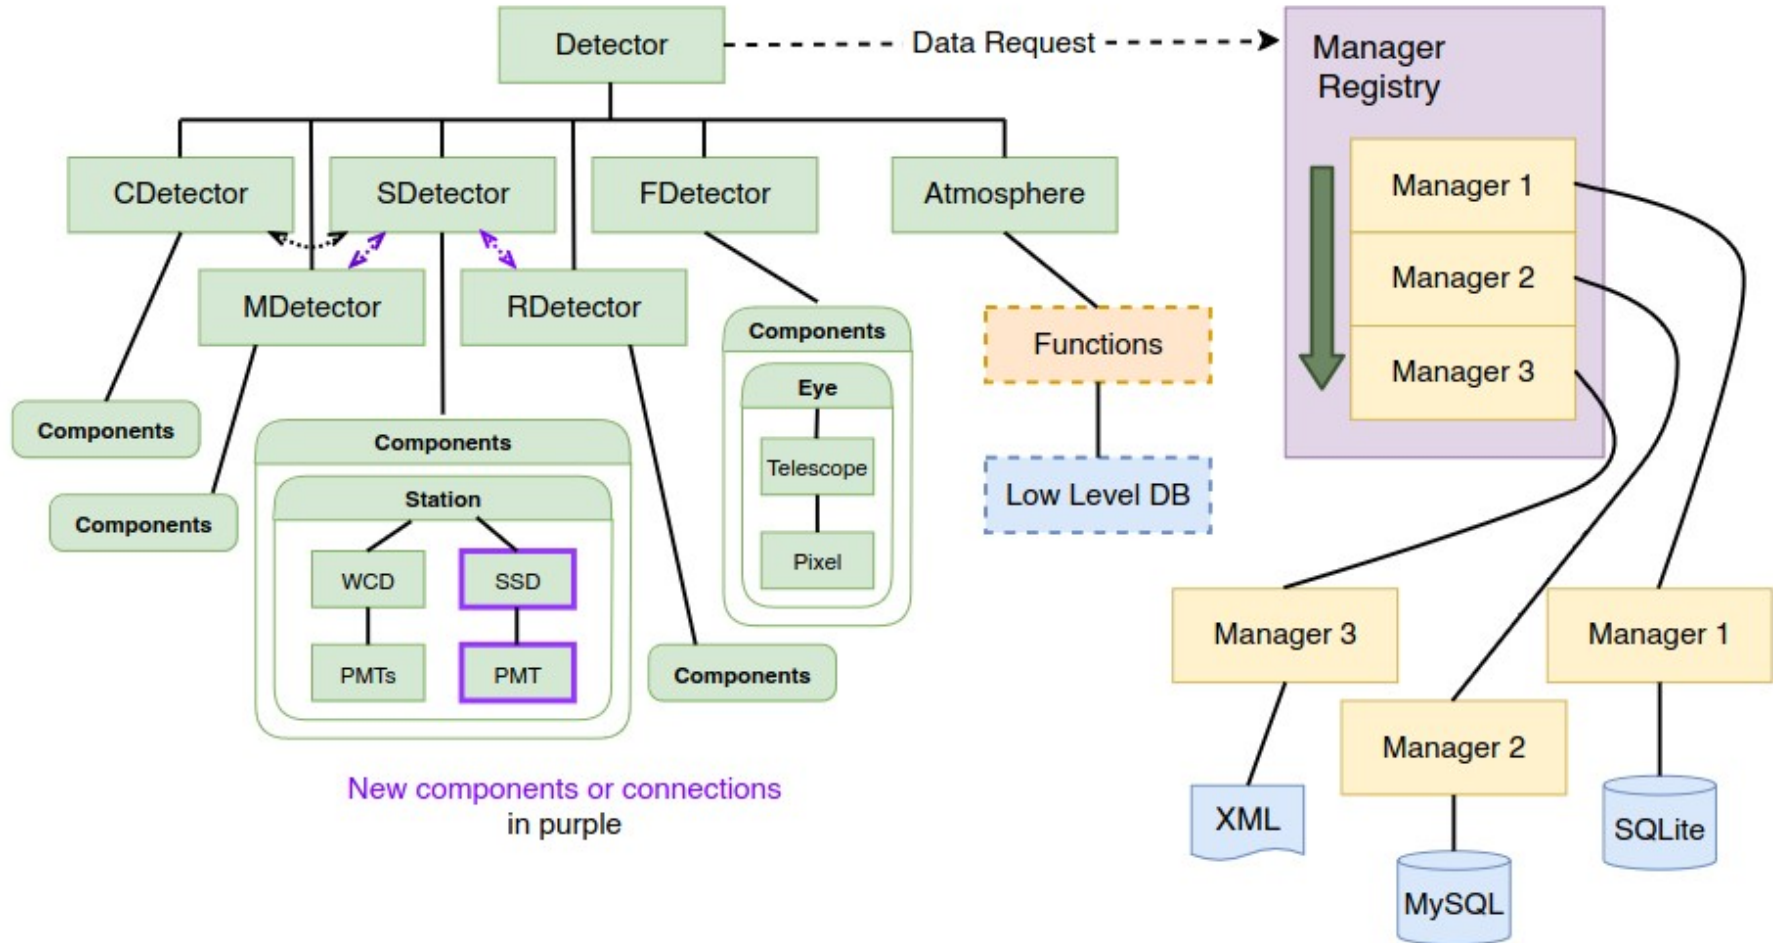 Detector
Data Request
Manager
Registry
CDetector
SDetector
FDetector
Atmosphere
Manager 1
Manager 2
Manager 3
MDetector
RDetector
Components
Eye
Telescope
Pixel
Functions
Low Level DB
Components
Components
Components
Station
WCD
SSD
PMTs
PMT
Components
Manager 3
Manager 1
Manager 2
XML
SQLite
MySQL
New components or connections
in purple